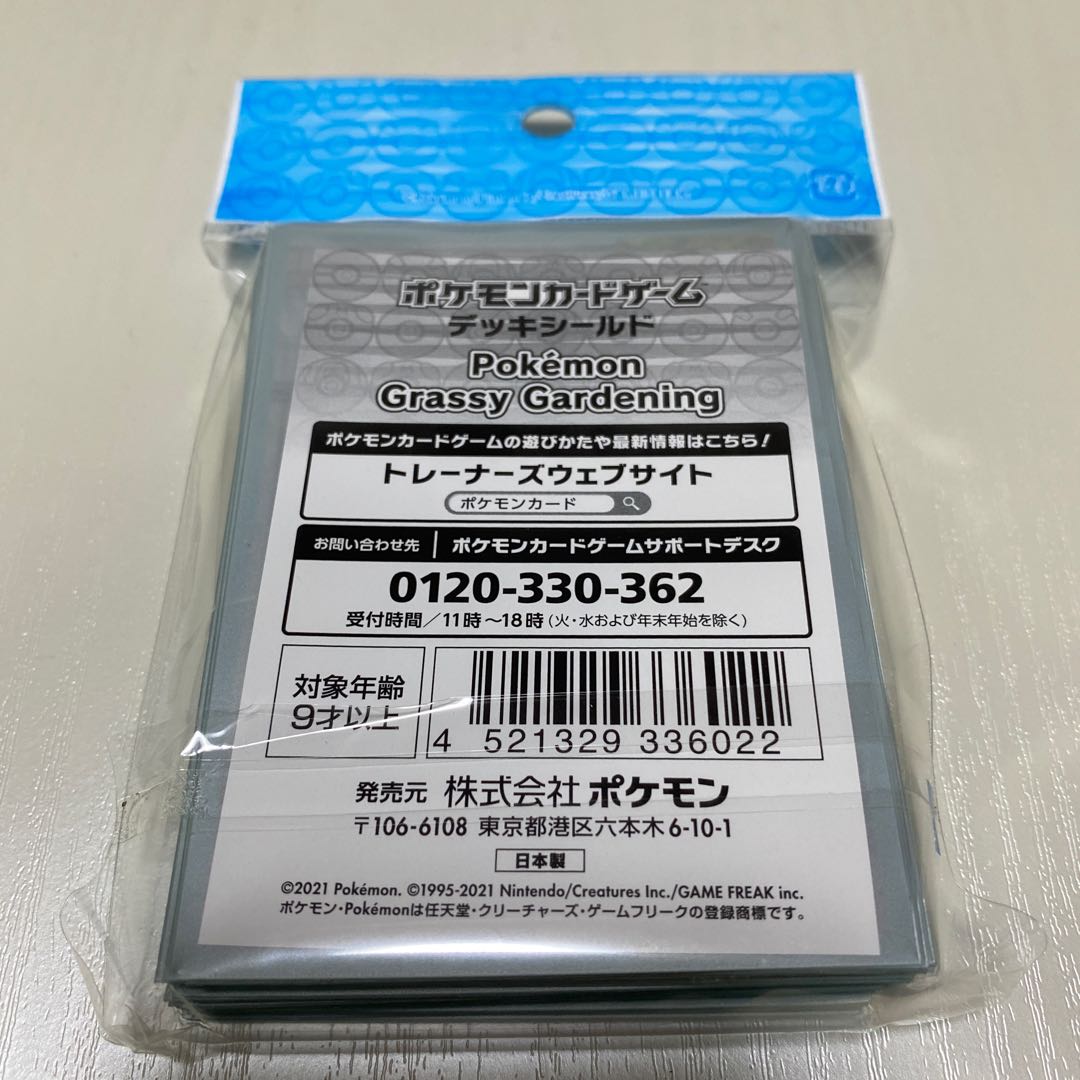 ポケモンカードゲーム
デッキシールド
Pokémon
Grassy Gardening
ポケモンカードゲームの遊びかたや最新情報はこちら!
トレーナーズウェブサイト
ポケモンカード
お問い合わせ先 | ポケモンカードゲームサポートデスク
0120-330-362
受付時間/11時〜18時(火・水および年末年始を除く)
対象年齢
9才以上
4 521329 336022
発売元 株式会社 ポケモン
〒106-6108 東京都港区六本木6-10-1
日本製
©2021 Pokémon. ©1995-2021 Nintendo/Creatures Inc./GAME FREAK inc.
ポケモン・Pokémonは任天堂・クリーチャーズ・ゲームフリークの登録商標です。